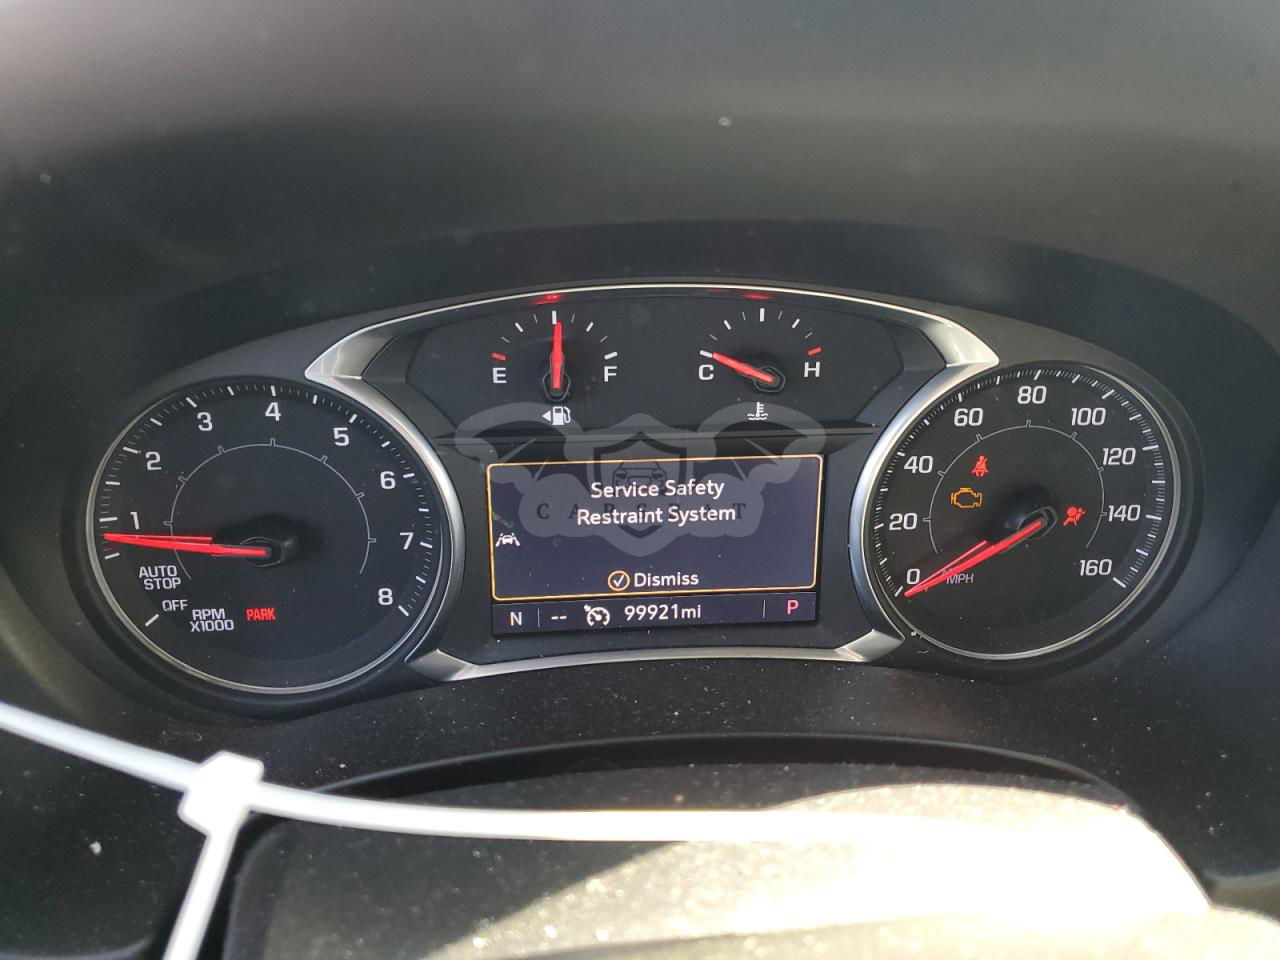 E F
C H
1 2 3 4 5 6 7 8
AUTO
STOP
OFF
RPM
X1000
PARK
Service Safety
Restraint System
Dismiss
N -- 99921mi P
0 20 40 60 80 100 120 140 160
MPH